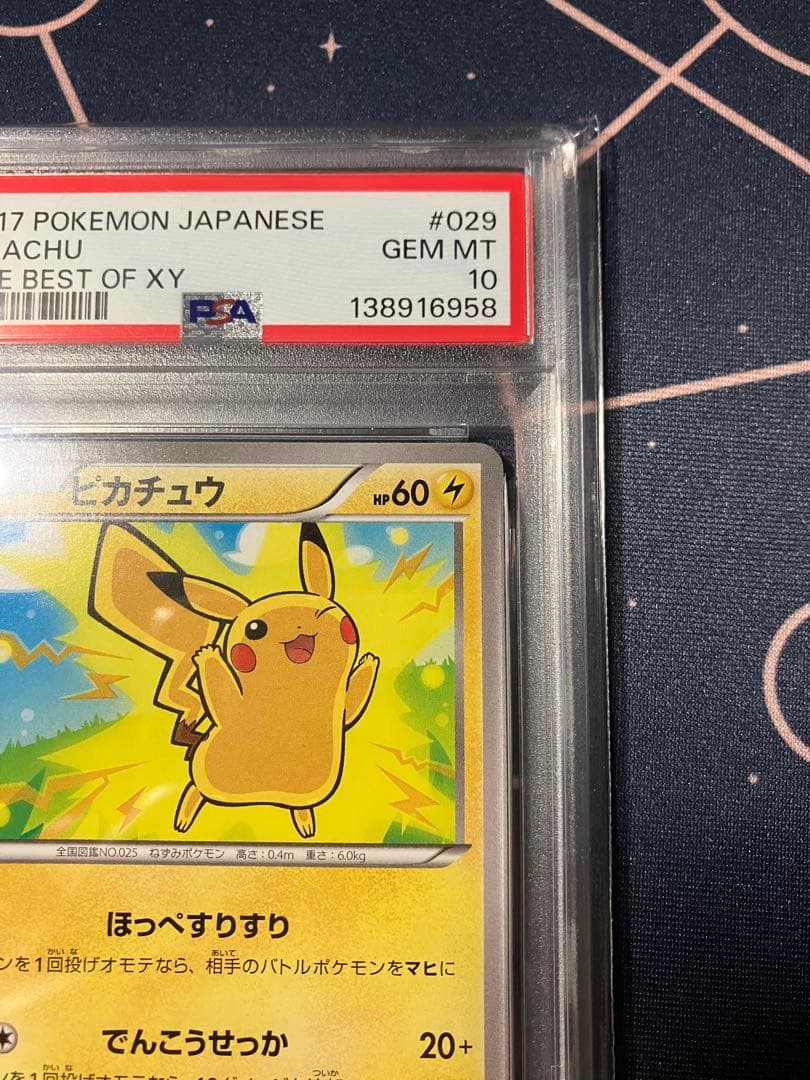 17 POKEMON JAPANESE #029
ACHU GEM MT
E BEST OF XY 10
PSA 138916958
ピカチュウ HP60
全国図鑑NO.025 ねずみポケモン 高さ:0.4m 重さ:6.0kg
ほっぺすりすり
ンを1回投げオモテなら、相手のバトルポケモンをマヒに
でんこうせっか 20+